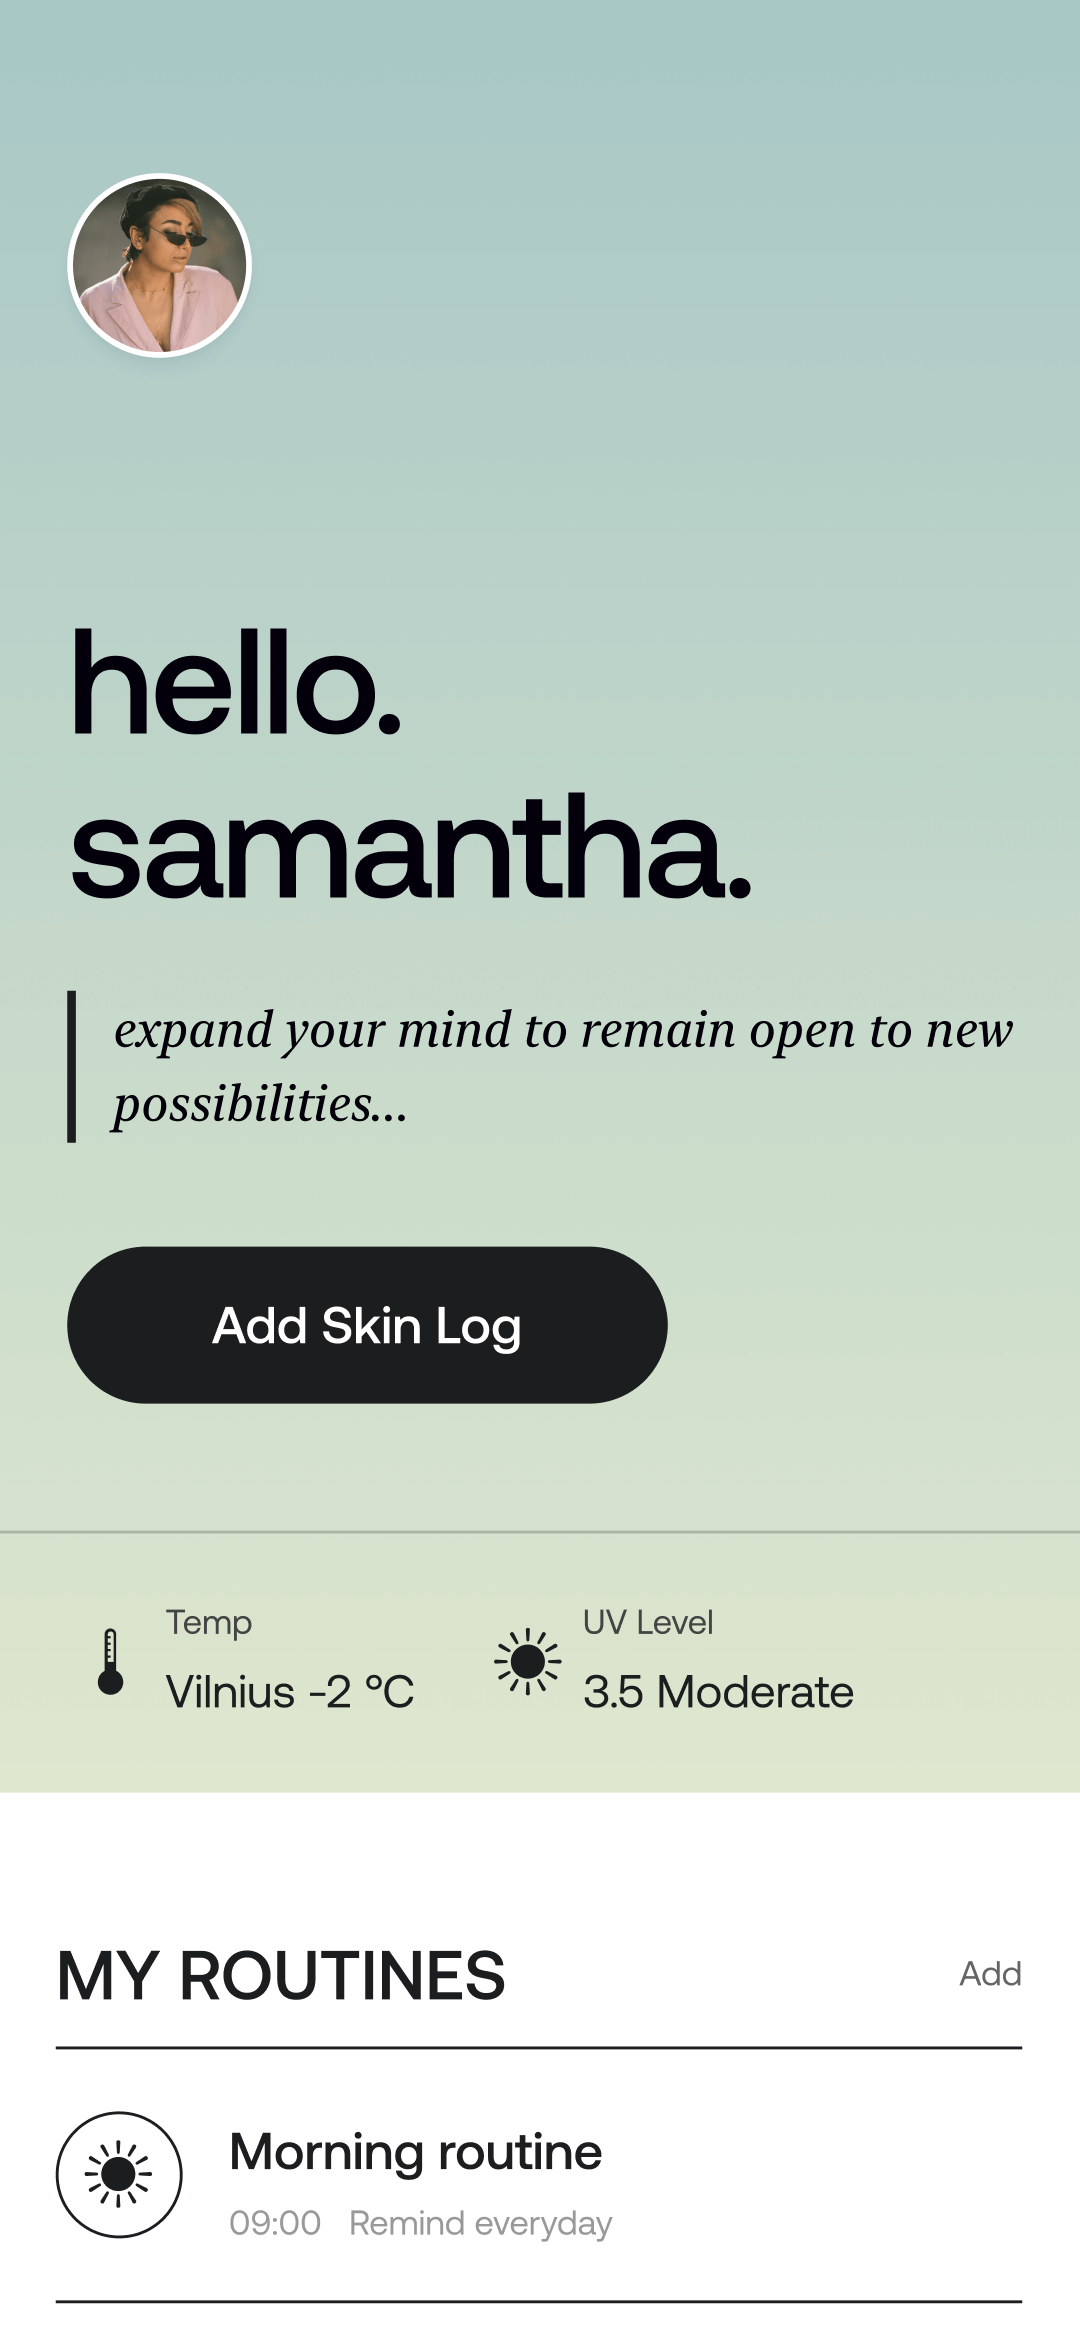 hello.
samantha.
expand your mind to remain open to new
possibilities...
Add Skin Log
Temp
Vilnius -2 °C
UV Level
3.5 Moderate
MY ROUTINES
Add
Morning routine
09:00 Remind everyday